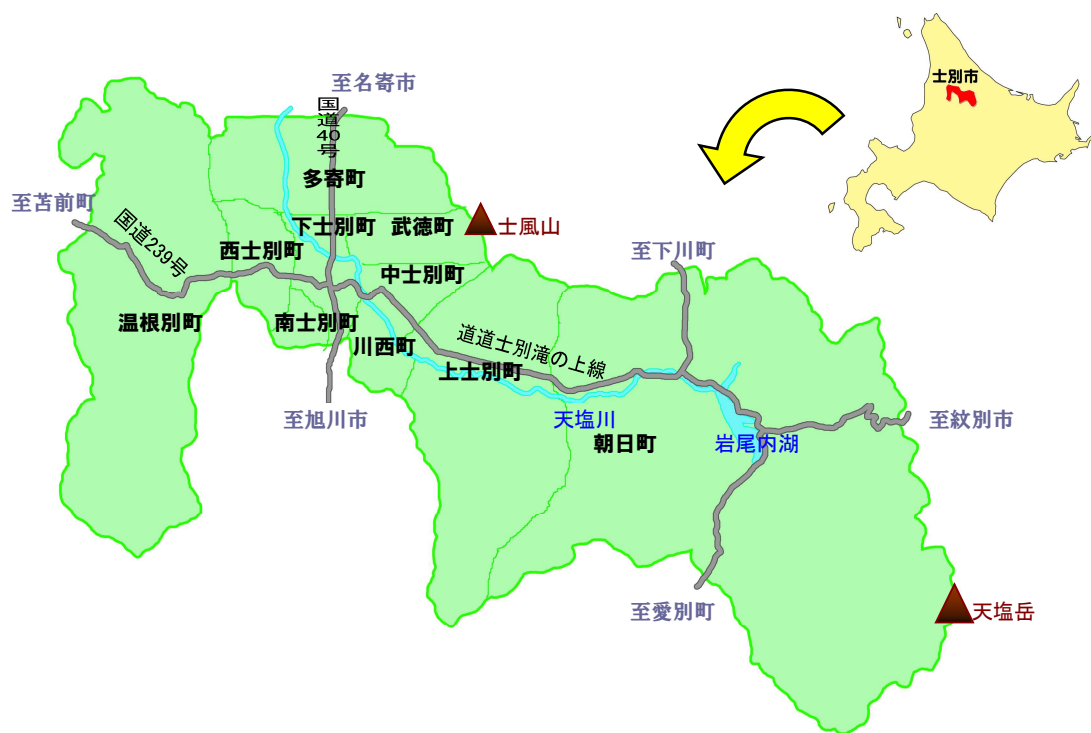 士別市
至名寄市
国道40号
多寄町
至苫前町
国道239号
下士別町
武徳町
士風山
西士別町
中士別町
至下川町
温根別町
南士別町
川西町
道道士別滝の上線
上士別町
至旭川市
天塩川
朝日町
岩尾内湖
至紋別市
至愛別町
天塩岳